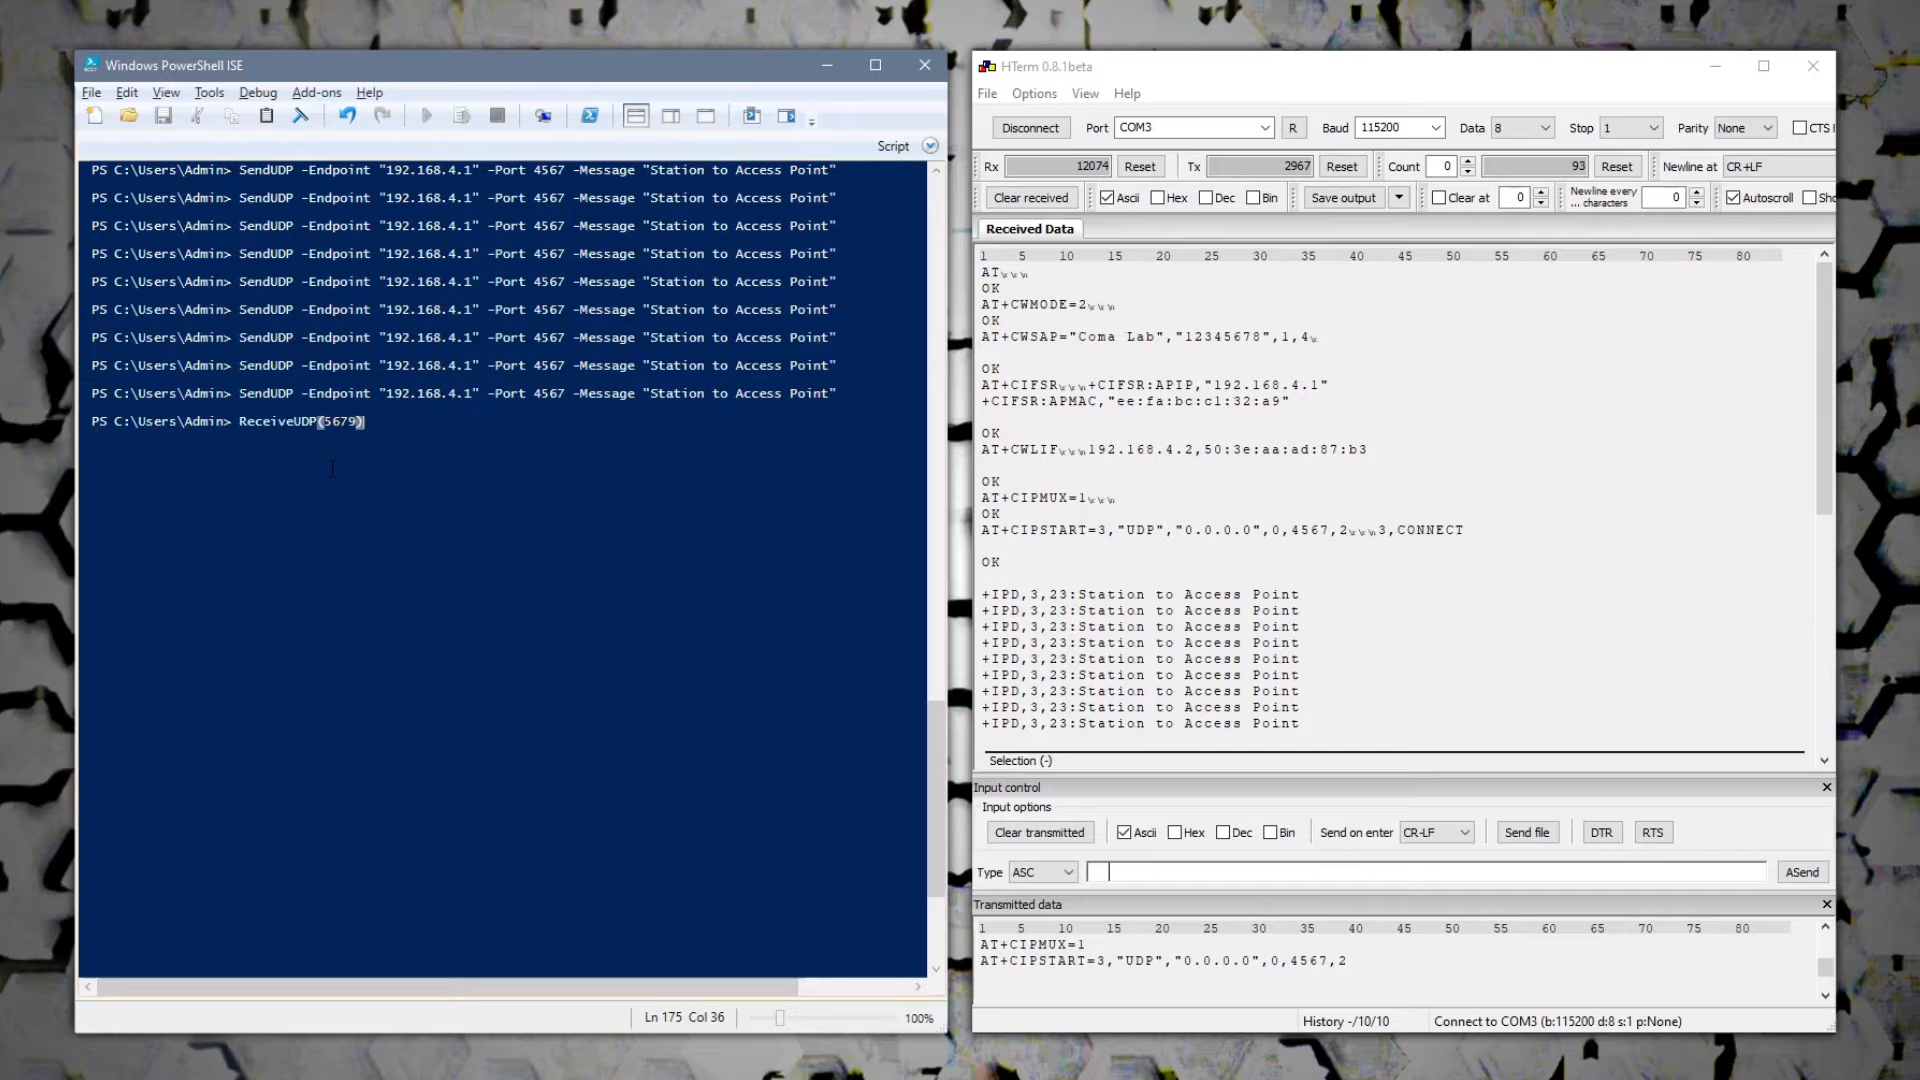 Windows PowerShell ISE
File Edit View Tools Debug Add-ons Help
Script
PS C:\Users\Admin> SendUDP -Endpoint "192.168.4.1" -Port 4567 -Message "Station to Access Point"
PS C:\Users\Admin> SendUDP -Endpoint "192.168.4.1" -Port 4567 -Message "Station to Access Point"
PS C:\Users\Admin> SendUDP -Endpoint "192.168.4.1" -Port 4567 -Message "Station to Access Point"
PS C:\Users\Admin> SendUDP -Endpoint "192.168.4.1" -Port 4567 -Message "Station to Access Point"
PS C:\Users\Admin> SendUDP -Endpoint "192.168.4.1" -Port 4567 -Message "Station to Access Point"
PS C:\Users\Admin> SendUDP -Endpoint "192.168.4.1" -Port 4567 -Message "Station to Access Point"
PS C:\Users\Admin> SendUDP -Endpoint "192.168.4.1" -Port 4567 -Message "Station to Access Point"
PS C:\Users\Admin> SendUDP -Endpoint "192.168.4.1" -Port 4567 -Message "Station to Access Point"
PS C:\Users\Admin> SendUDP -Endpoint "192.168.4.1" -Port 4567 -Message "Station to Access Point"
PS C:\Users\Admin> ReceiveUDP(5679)
Ln 175 Col 36
100%
HTerm 0.8.1beta
File Options View Help
Disconnect Port COM3 R Baud 115200 Data 8 Stop 1 Parity None CTS
Rx 12074 Reset Tx 2967 Reset Count 0 93 Reset Newline at CR+LF
Clear received Ascii Hex Dec Bin Save output Clear at 0 Newline every ... characters 0 Autoscroll Sho
Received Data
1 5 10 15 20 25 30 35 40 45 50 55 60 65 70 75 80
AT\r\r\n
OK
AT+CWMODE=2\r\r\n
OK
AT+CWSAP="Coma Lab","12345678",1,4\r
OK
AT+CIFSR\r\r\n+CIFSR:APIP,"192.168.4.1"
+CIFSR:APMAC,"ee:fa:bc:c1:32:a9"
OK
AT+CWLIF\r\r\n192.168.4.2,50:3e:aa:ad:87:b3
OK
AT+CIPMUX=1\r\r\n
OK
AT+CIPSTART=3,"UDP","0.0.0.0",0,4567,2\r\r\n3,CONNECT
OK
+IPD,3,23:Station to Access Point
+IPD,3,23:Station to Access Point
+IPD,3,23:Station to Access Point
+IPD,3,23:Station to Access Point
+IPD,3,23:Station to Access Point
+IPD,3,23:Station to Access Point
+IPD,3,23:Station to Access Point
+IPD,3,23:Station to Access Point
+IPD,3,23:Station to Access Point
Selection (-)
Input control
Input options
Clear transmitted Ascii Hex Dec Bin Send on enter CR-LF Send file DTR RTS
Type ASC ASend
Transmitted data
1 5 10 15 20 25 30 35 40 45 50 55 60 65 70 75 80
AT+CIPMUX=1
AT+CIPSTART=3,"UDP","0.0.0.0",0,4567,2
History -/10/10 Connect to COM3 (b:115200 d:8 s:1 p:None)